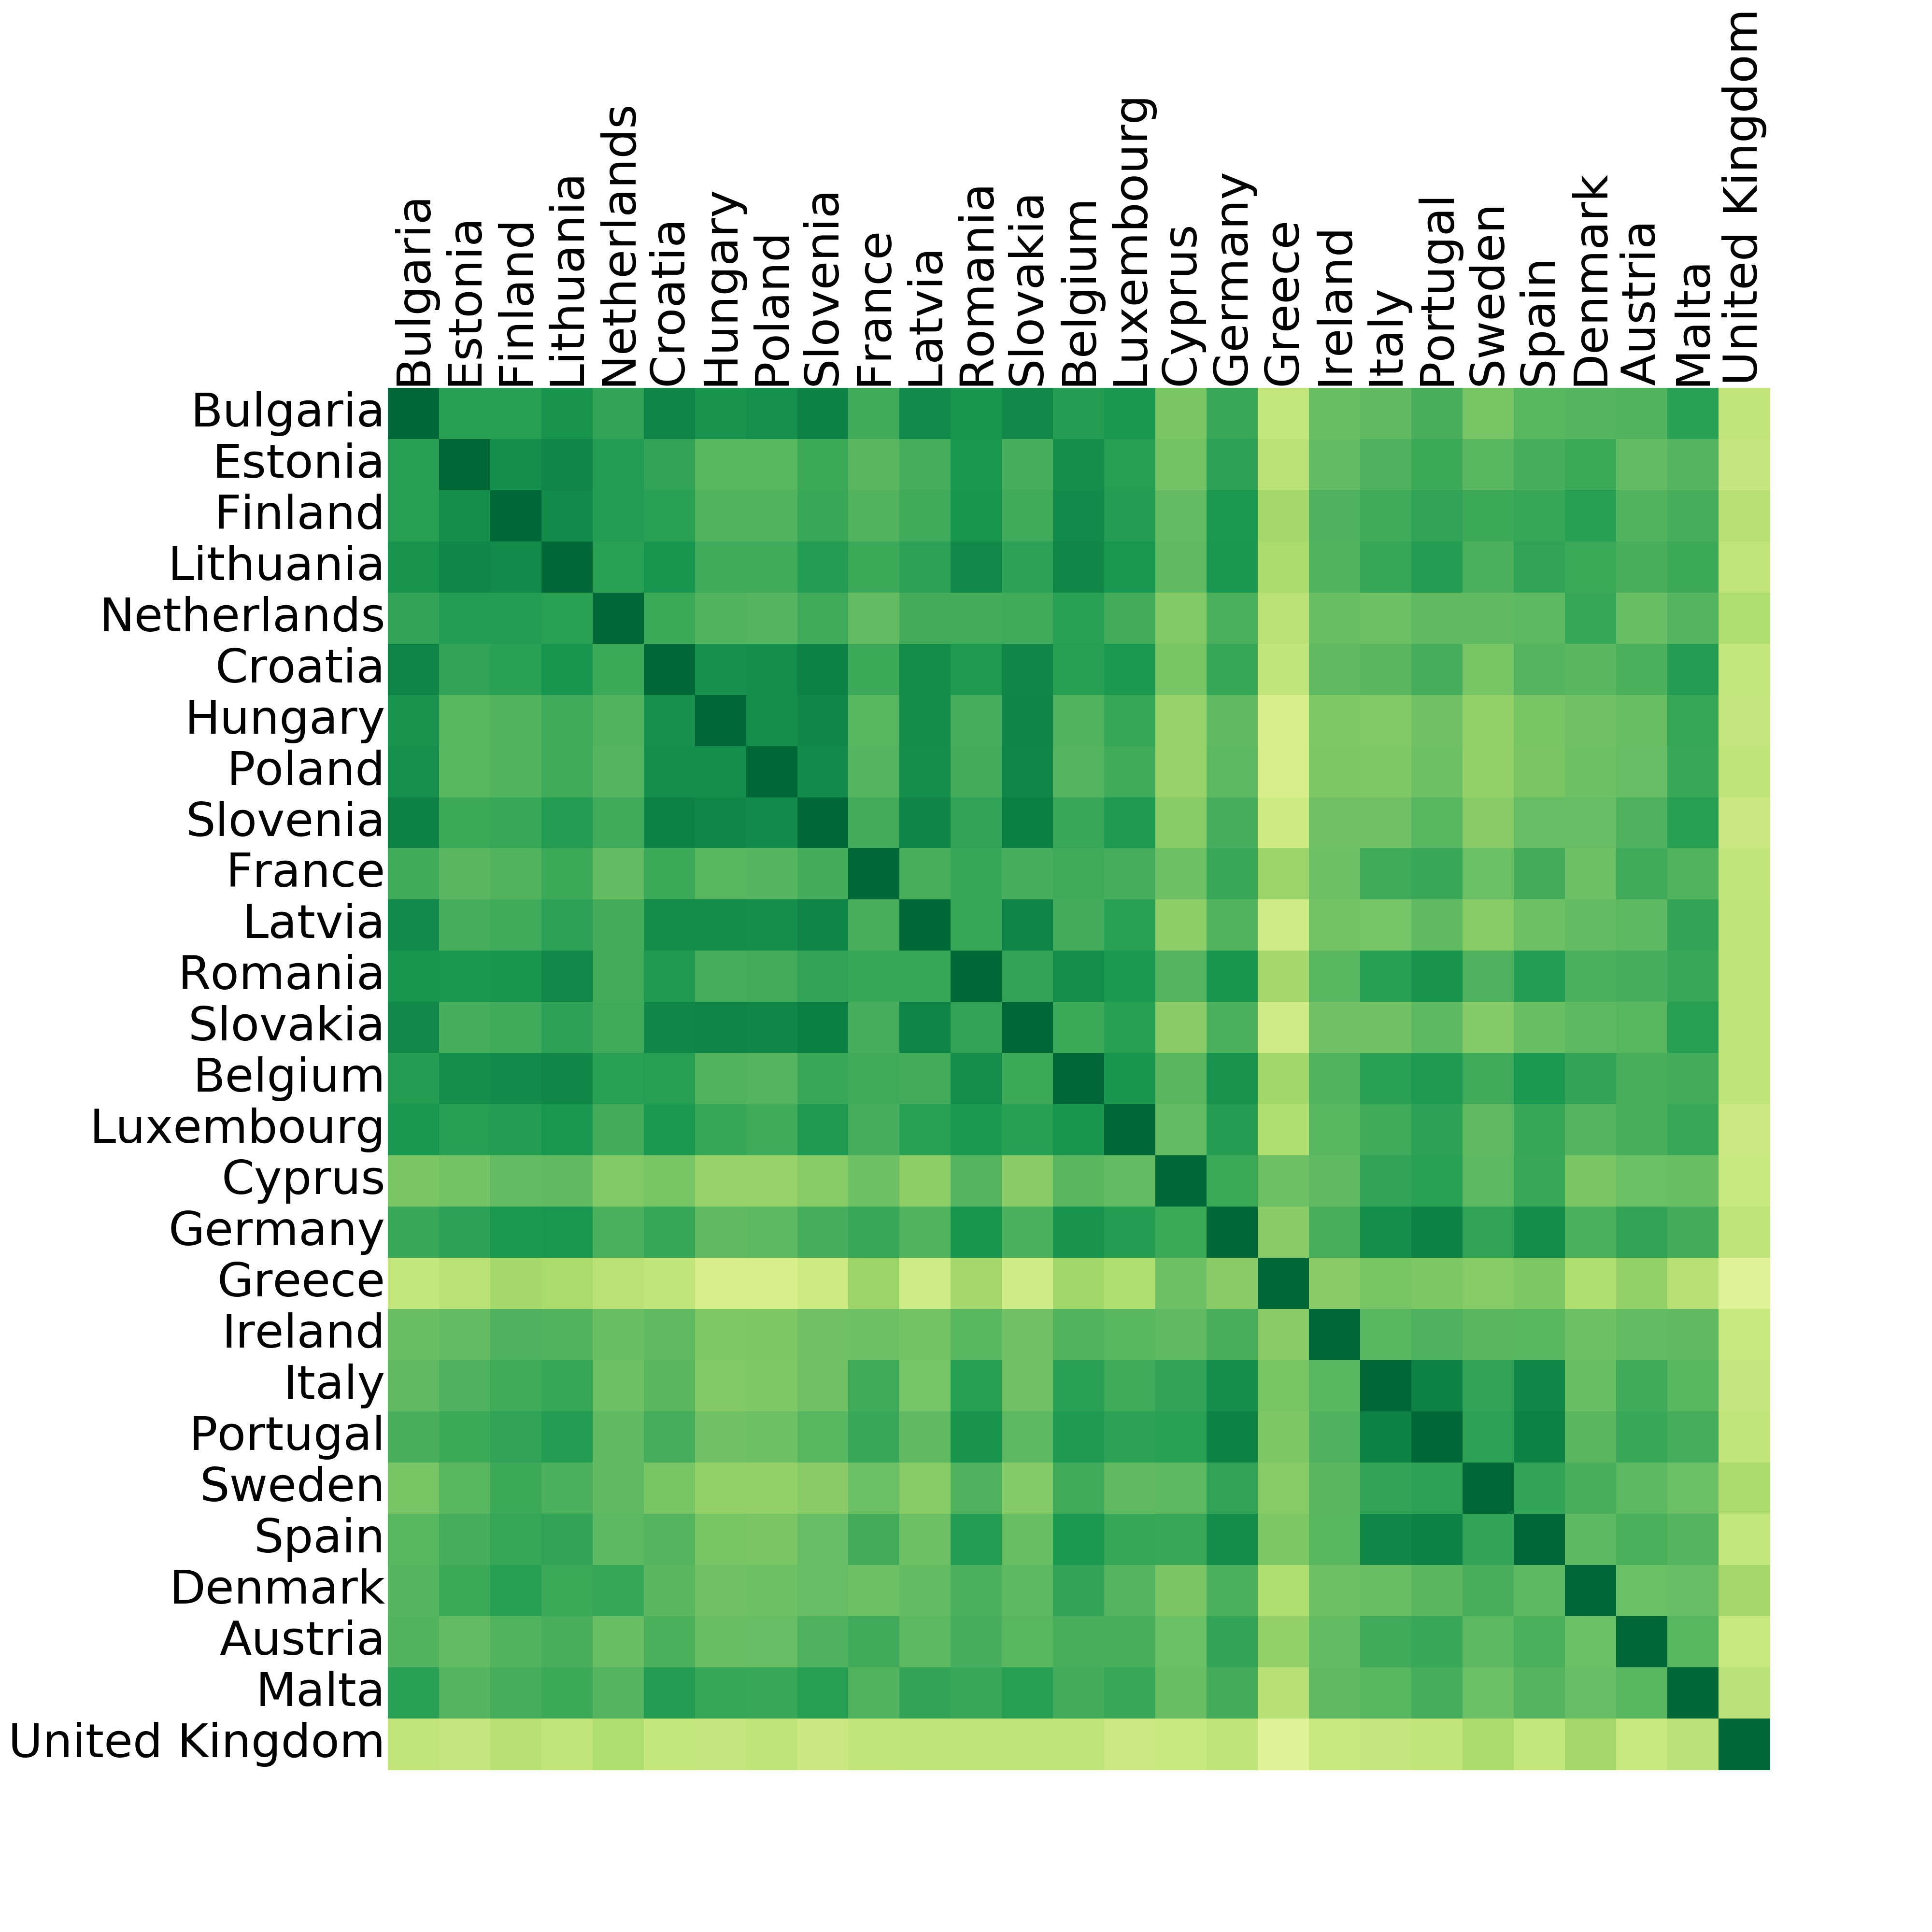 Bulgaria
Estonia
Finland
Lithuania
Netherlands
Croatia
Hungary
Poland
Slovenia
France
Latvia
Romania
Slovakia
Belgium
Luxembourg
Cyprus
Germany
Greece
Ireland
Italy
Portugal
Sweden
Spain
Denmark
Austria
Malta
United Kingdom
Bulgaria
Estonia
Finland
Lithuania
Netherlands
Croatia
Hungary
Poland
Slovenia
France
Latvia
Romania
Slovakia
Belgium
Luxembourg
Cyprus
Germany
Greece
Ireland
Italy
Portugal
Sweden
Spain
Denmark
Austria
Malta
United Kingdom